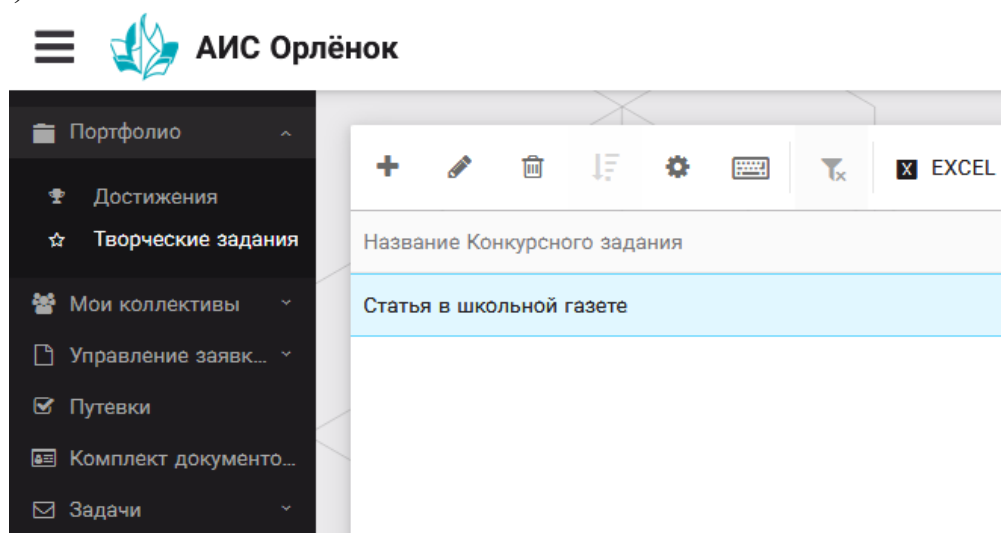 АИС Орлёнок
Портфолио
Достижения
Творческие задания
Мои коллективы
Управление заявк...
Путевки
Комплект документо...
Задачи
X EXCEL
Название Конкурсного задания
Статья в школьной газете